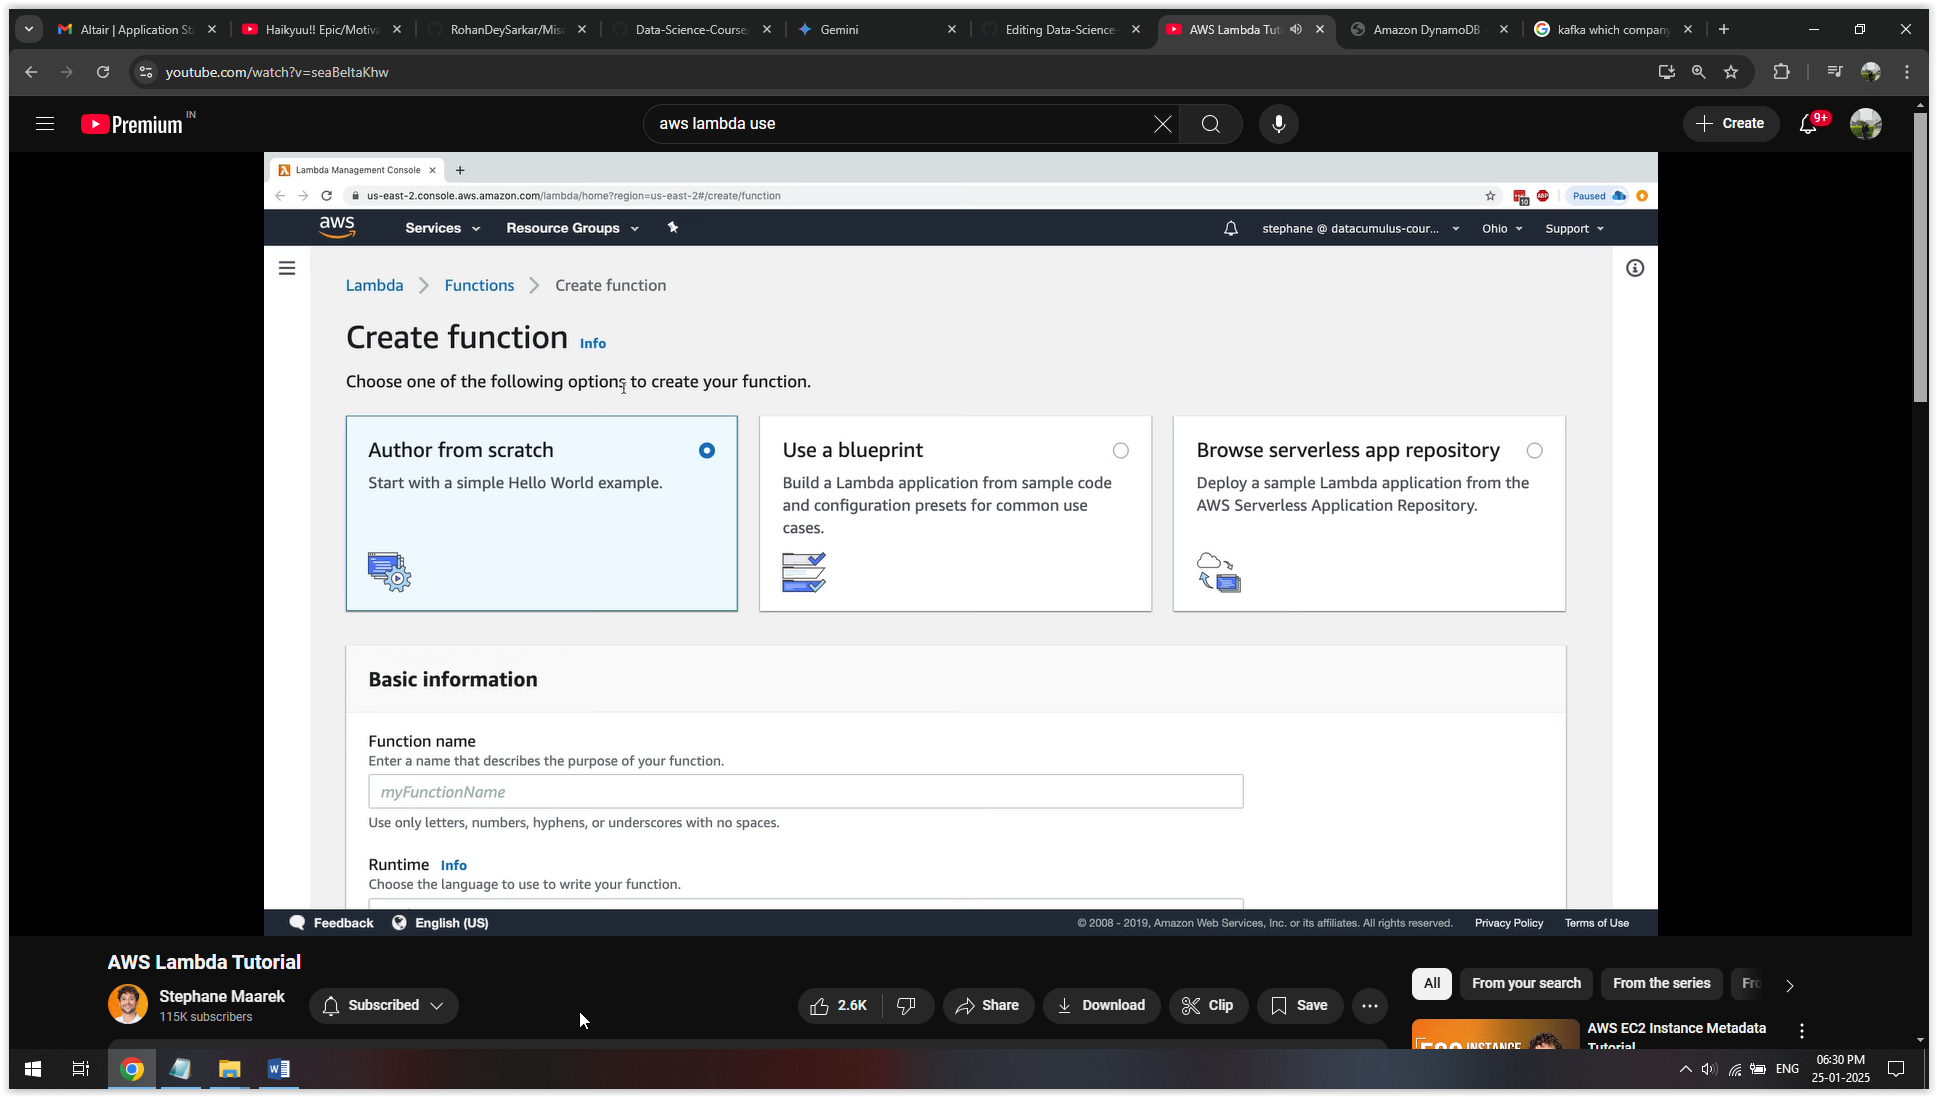 Altair | Application St
Haikyuu!! Epic/Motiva
RohanDeySarkar/Mis
Data-Science-Course
Gemini
Editing Data-Science-
AWS Lambda Tut
Amazon DynamoDB
kafka which company
youtube.com/watch?v=seaBeltaKhw
Premium IN
aws lambda use
Create
9+
Lambda Management Console
us-east-2.console.aws.amazon.com/lambda/home?region=us-east-2#/create/function
10
ABP
Paused
aws
Services
Resource Groups
stephane @ datacumulus-cour...
Ohio
Support
Lambda
Functions
Create function
Create function Info
Choose one of the following options to create your function.
Author from scratch
Start with a simple Hello World example.
Use a blueprint
Build a Lambda application from sample code
and configuration presets for common use
cases.
Browse serverless app repository
Deploy a sample Lambda application from the
AWS Serverless Application Repository.
Basic information
Function name
Enter a name that describes the purpose of your function.
myFunctionName
Use only letters, numbers, hyphens, or underscores with no spaces.
Runtime Info
Choose the language to use to write your function.
Feedback
English (US)
© 2008 - 2019, Amazon Web Services, Inc. or its affiliates. All rights reserved.
Privacy Policy
Terms of Use
AWS Lambda Tutorial
Stephane Maarek
115K subscribers
Subscribed
2.6K
Share
Download
Clip
Save
All
From your search
From the series
Fro
AWS EC2 Instance Metadata
Tutorial
INSTANCE
ENG
06:30 PM
25-01-2025